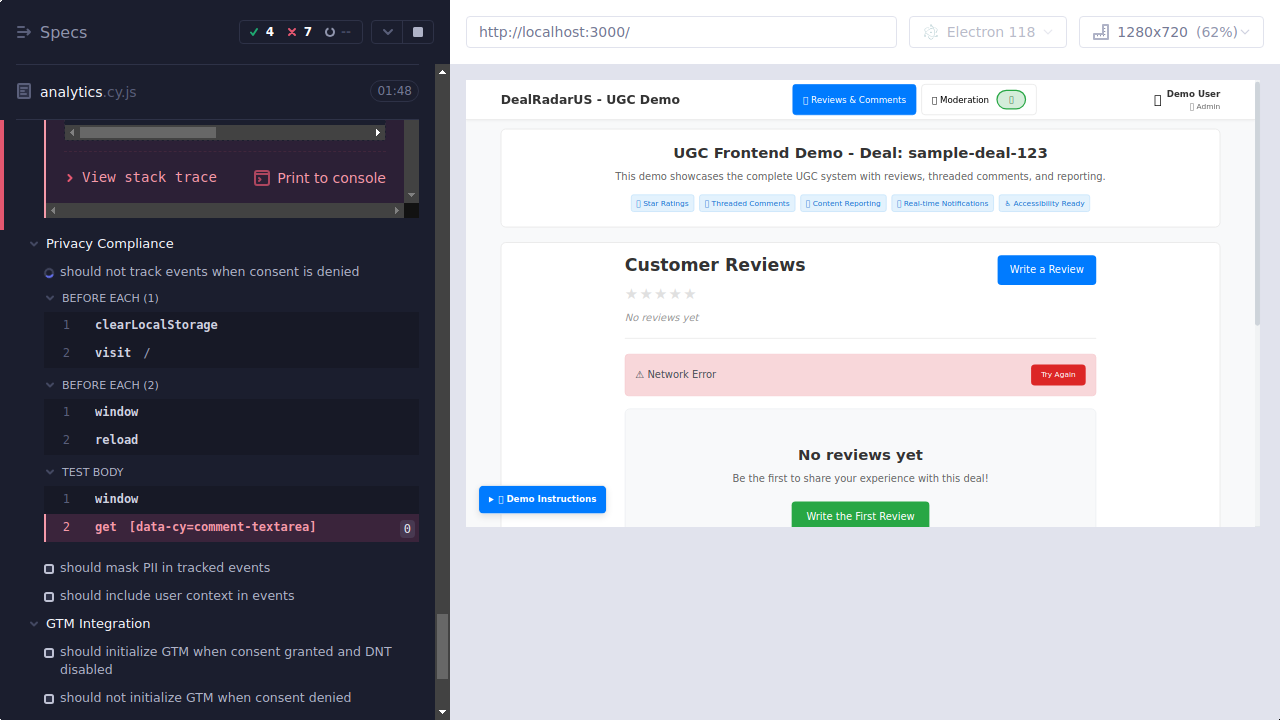 Specs
4 7 --
analytics.cy.js
01:48
View stack trace
Print to console
Privacy Compliance
should not track events when consent is denied
BEFORE EACH (1)
1 clearLocalStorage
2 visit /
BEFORE EACH (2)
1 window
2 reload
TEST BODY
1 window
2 get [data-cy=comment-textarea] 0
should mask PII in tracked events
should include user context in events
GTM Integration
should initialize GTM when consent granted and DNT
disabled
should not initialize GTM when consent denied
http://localhost:3000/
Electron 118
1280x720 (62%)
DealRadarUS - UGC Demo
Reviews & Comments
Moderation
Demo User
Admin
UGC Frontend Demo - Deal: sample-deal-123
This demo showcases the complete UGC system with reviews, threaded comments, and reporting.
Star Ratings
Threaded Comments
Content Reporting
Real-time Notifications
Accessibility Ready
Customer Reviews
Write a Review
★★★★★
No reviews yet
⚠ Network Error
Try Again
No reviews yet
Be the first to share your experience with this deal!
Write the First Review
Demo Instructions